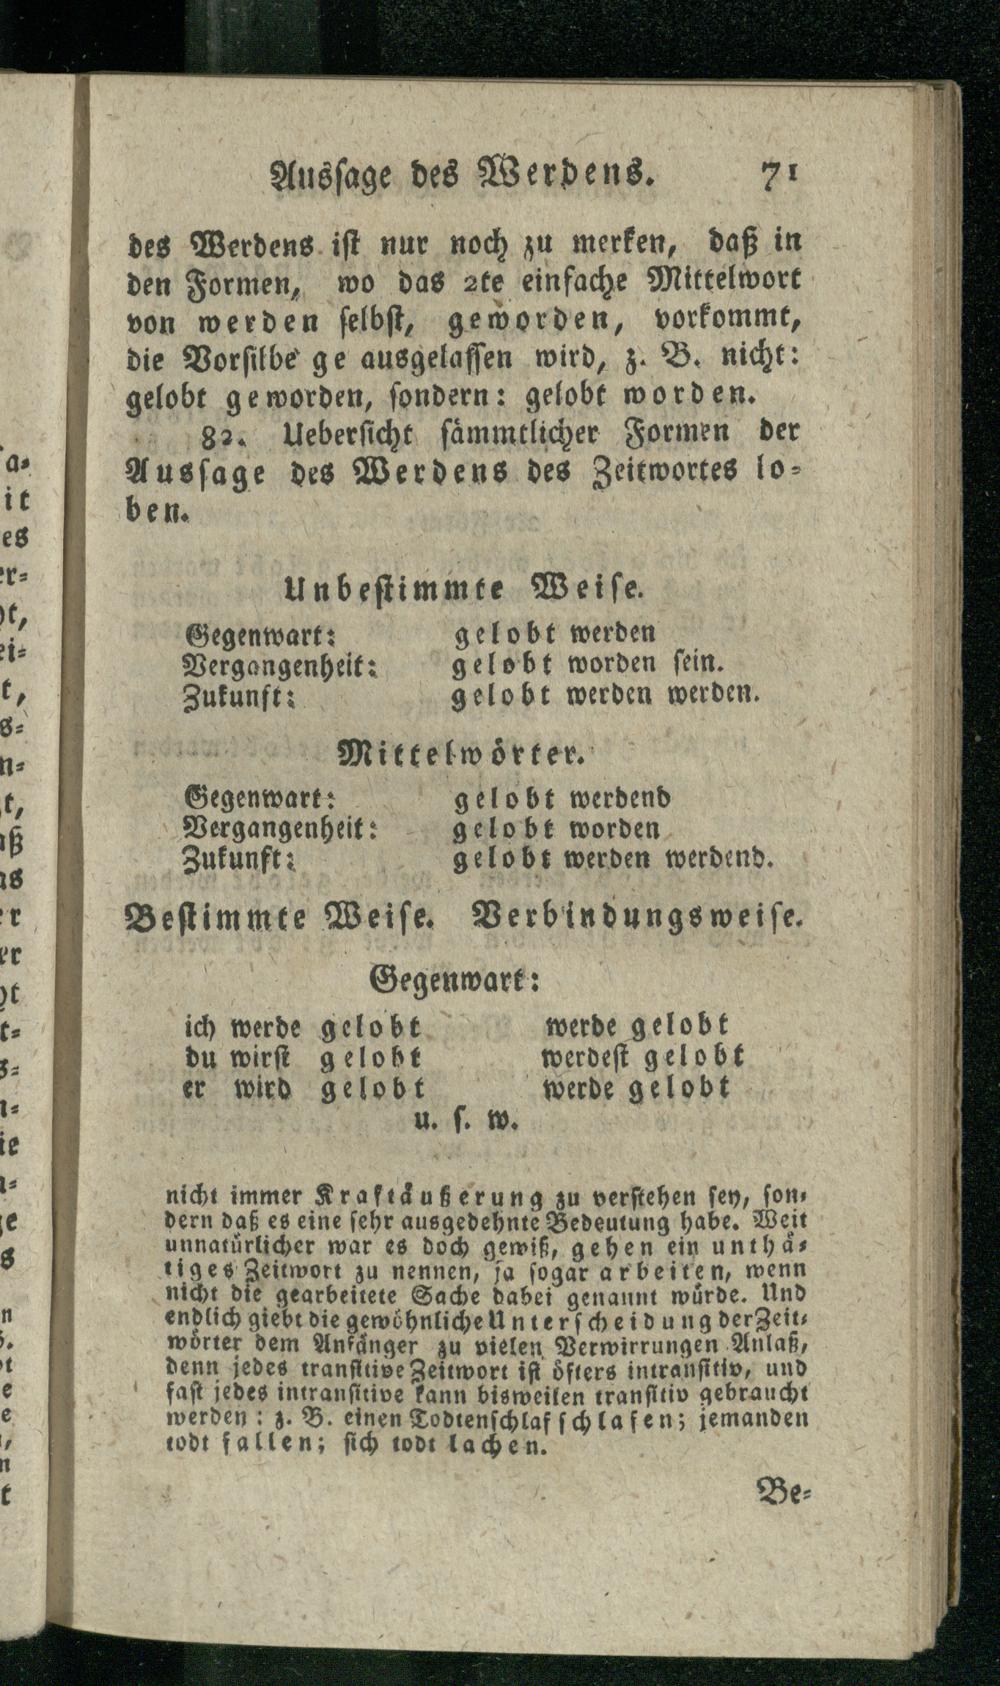 Aussage des Werdens. 71
des Werdens ist nur noch zu merken, daß in
den Formen, wo das 2te einfache Mittelwort
von werden selbst, geworden, vorkommt,
die Vorsilbe ge ausgelassen wird, z. B. nicht:
gelobt geworden, sondern: gelobt worden.
82. Uebersicht sämmtlicher Formen der
Aussage des Werdens des Zeitwortes lo-
ben.
Unbestimmte Weise.
Gegenwart: gelobt werden
Vergangenheit: gelobt worden sein.
Zukunft: gelobt werden werden.
Mittelwörter.
Gegenwart: gelobt werdend
Vergangenheit: gelobt worden
Zukunft: gelobt werden werdend.
Bestimmte Weise. Verbindungsweise.
Gegenwart:
ich werde gelobt werde gelobt
du wirst gelobt werdest gelobt
er wird gelobt werde gelobt
u. s. w.
nicht immer Kraftäußerung zu verstehen sey, son-
dern daß es eine sehr ausgedehnte Bedeutung habe. Weit
unnatürlicher war es doch gewiß, gehen ein unthä-
tiges Zeitwort zu nennen, ja sogar arbeiten, wenn
nicht die gearbeitete Sache dabei genannt würde. Und
endlich giebt die gewöhnliche Unterscheidung der Zeit-
wörter dem Anfänger zu vielen Verwirrungen Anlaß,
denn jedes transitive Zeitwort ist öfters intransitiv, und
fast jedes intransitive kann bisweilen transitiv gebraucht
werden: z. B. einen Todtenschlaf schlafen; jemanden
todt fallen; sich todt lachen.
Be-